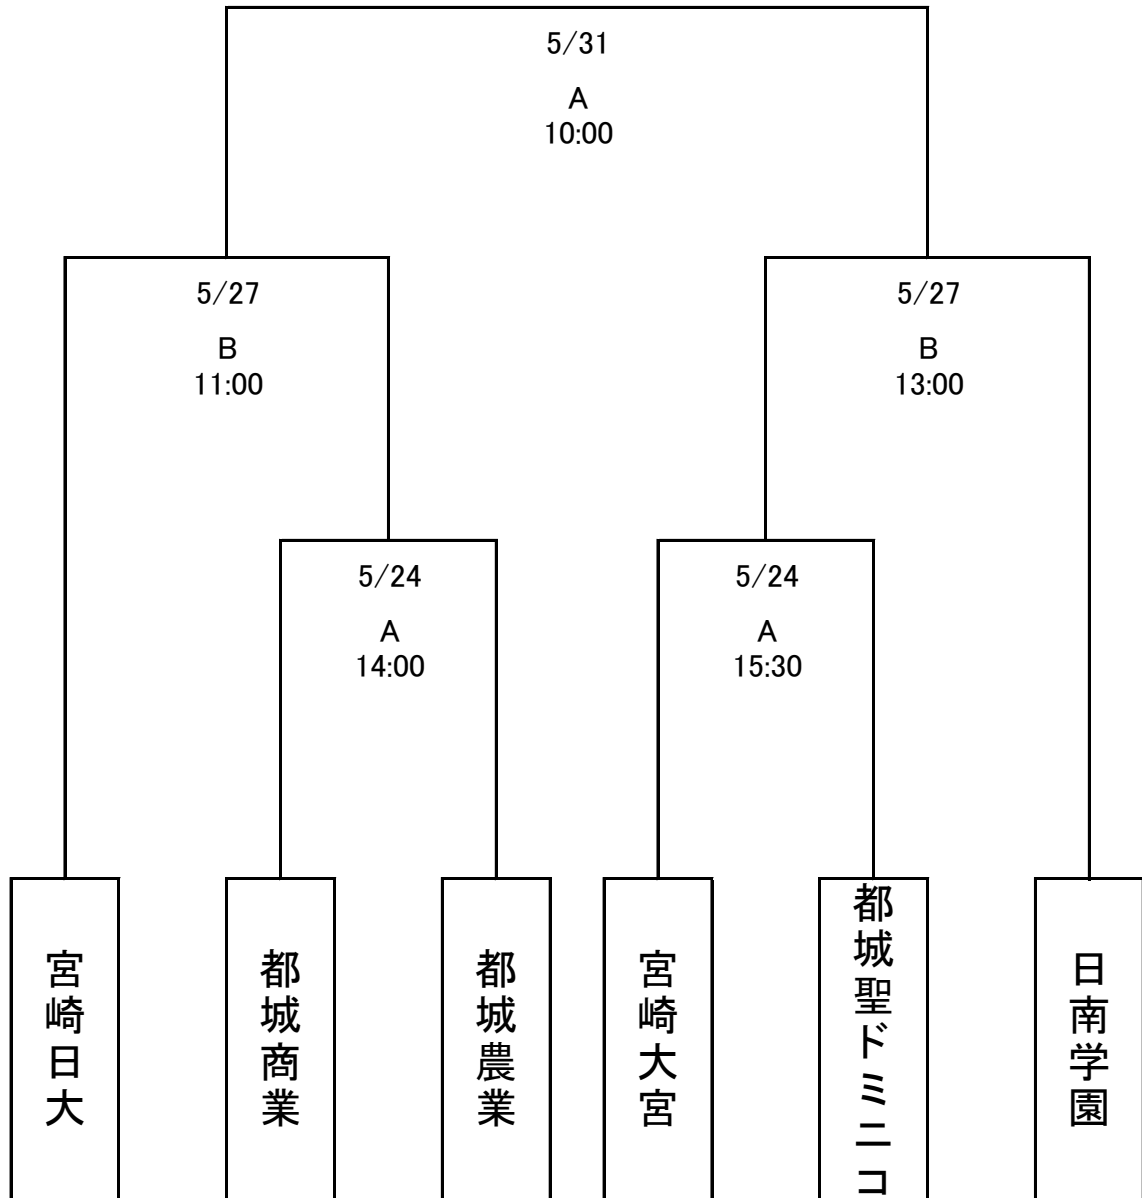 5/31
A
10:00
5/27
B
11:00
5/27
B
13:00
5/24
A
14:00
5/24
A
15:30
宮崎日大
都城商業
都城農業
宮崎大宮
都城聖ドミニコ
日南学園